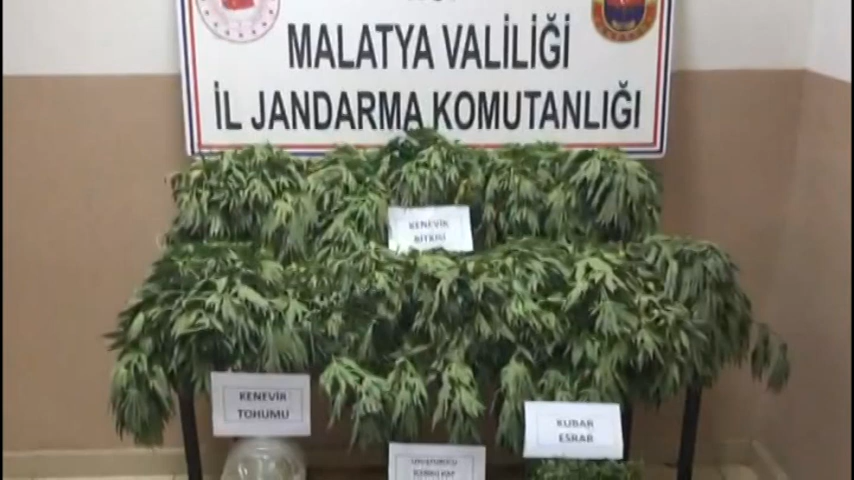 MALATYA VALİLİĞİ
İL JANDARMA KOMUTANLIĞI
KENEVİR
BİTKİSİ
KENEVİR
TOHUMU
KUBAR
ESRAR